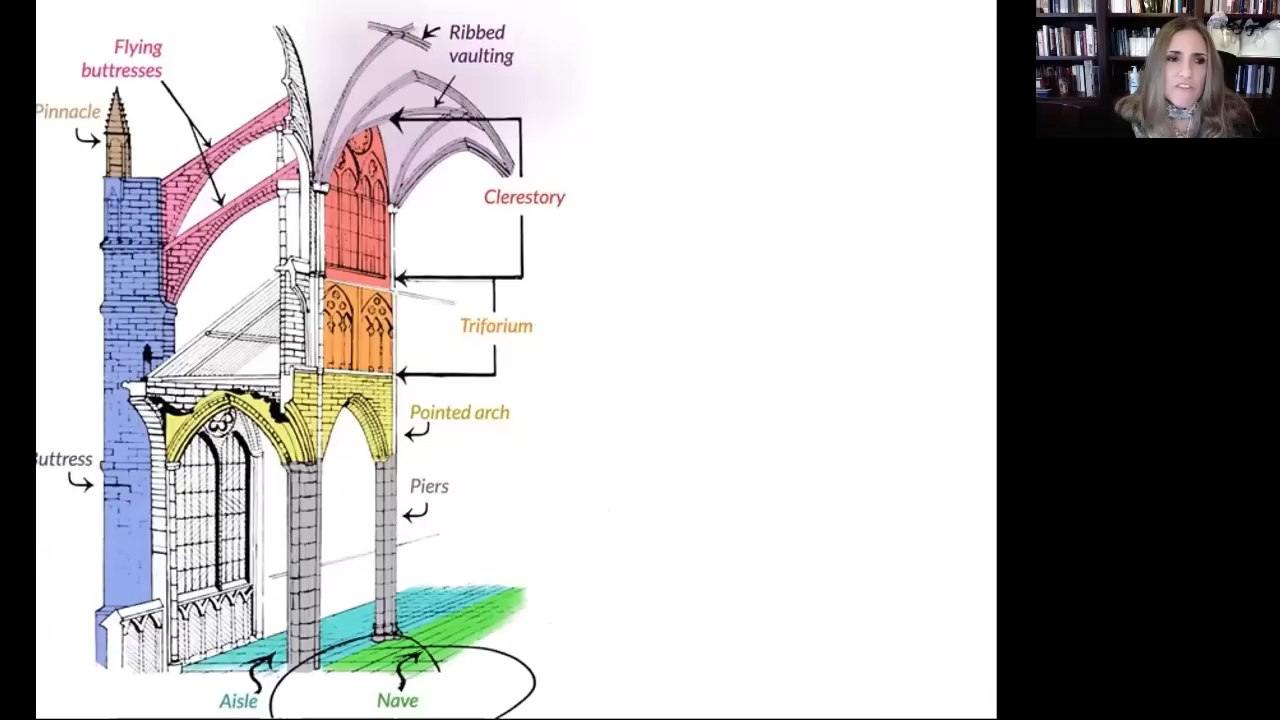 Flying
buttresses
Ribbed
vaulting
Pinnacle
Clerestory
Triforium
Pointed arch
Buttress
Piers
Aisle
Nave